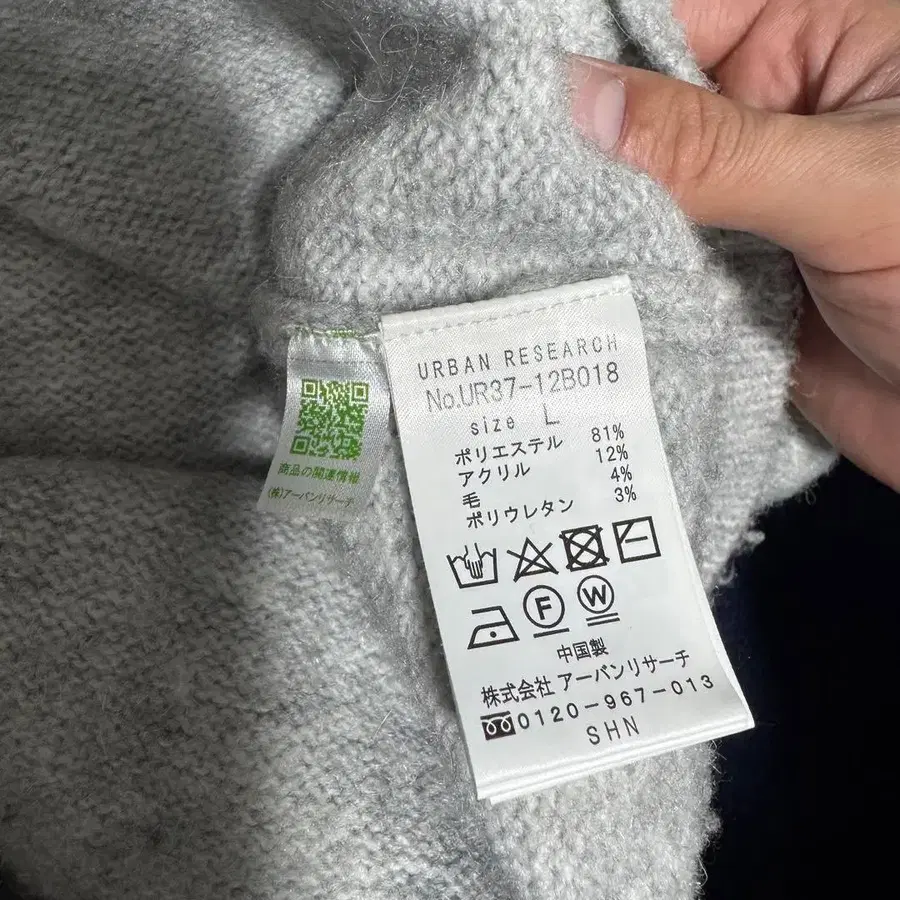 URBAN RESEARCH
No.UR37-12B018
size L
ポリエステル 81%
アクリル 12%
毛 4%
ポリウレタン 3%
F W
中国製
株式会社 アーバンリサーチ
0120-967-013
SHN
商品の関連情報
(株)アーバンリサーチ